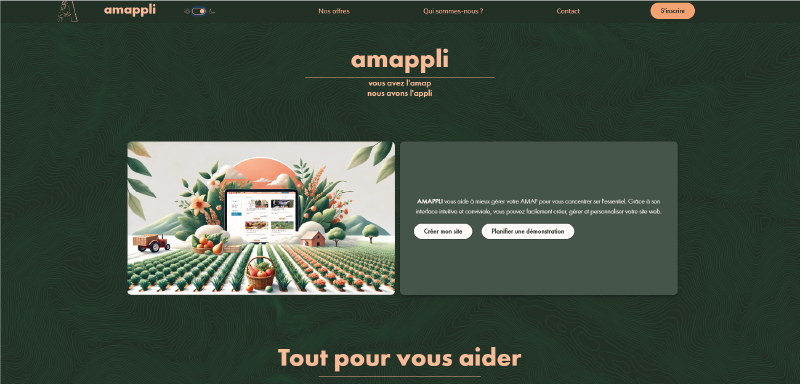 amappli
Nos offres
Qui sommes-nous ?
Contact
S'inscrire
amappli
vous avez l'amap
nous avons l'appli
AMAPPLI vous aide à mieux gérer votre AMAP pour vous concentrer sur l'essentiel. Grâce à son
interface intuitive et conviviale, vous pouvez facilement créer, gérer et personnaliser votre site web.
Créer mon site
Planifier une démonstration
Tout pour vous aider